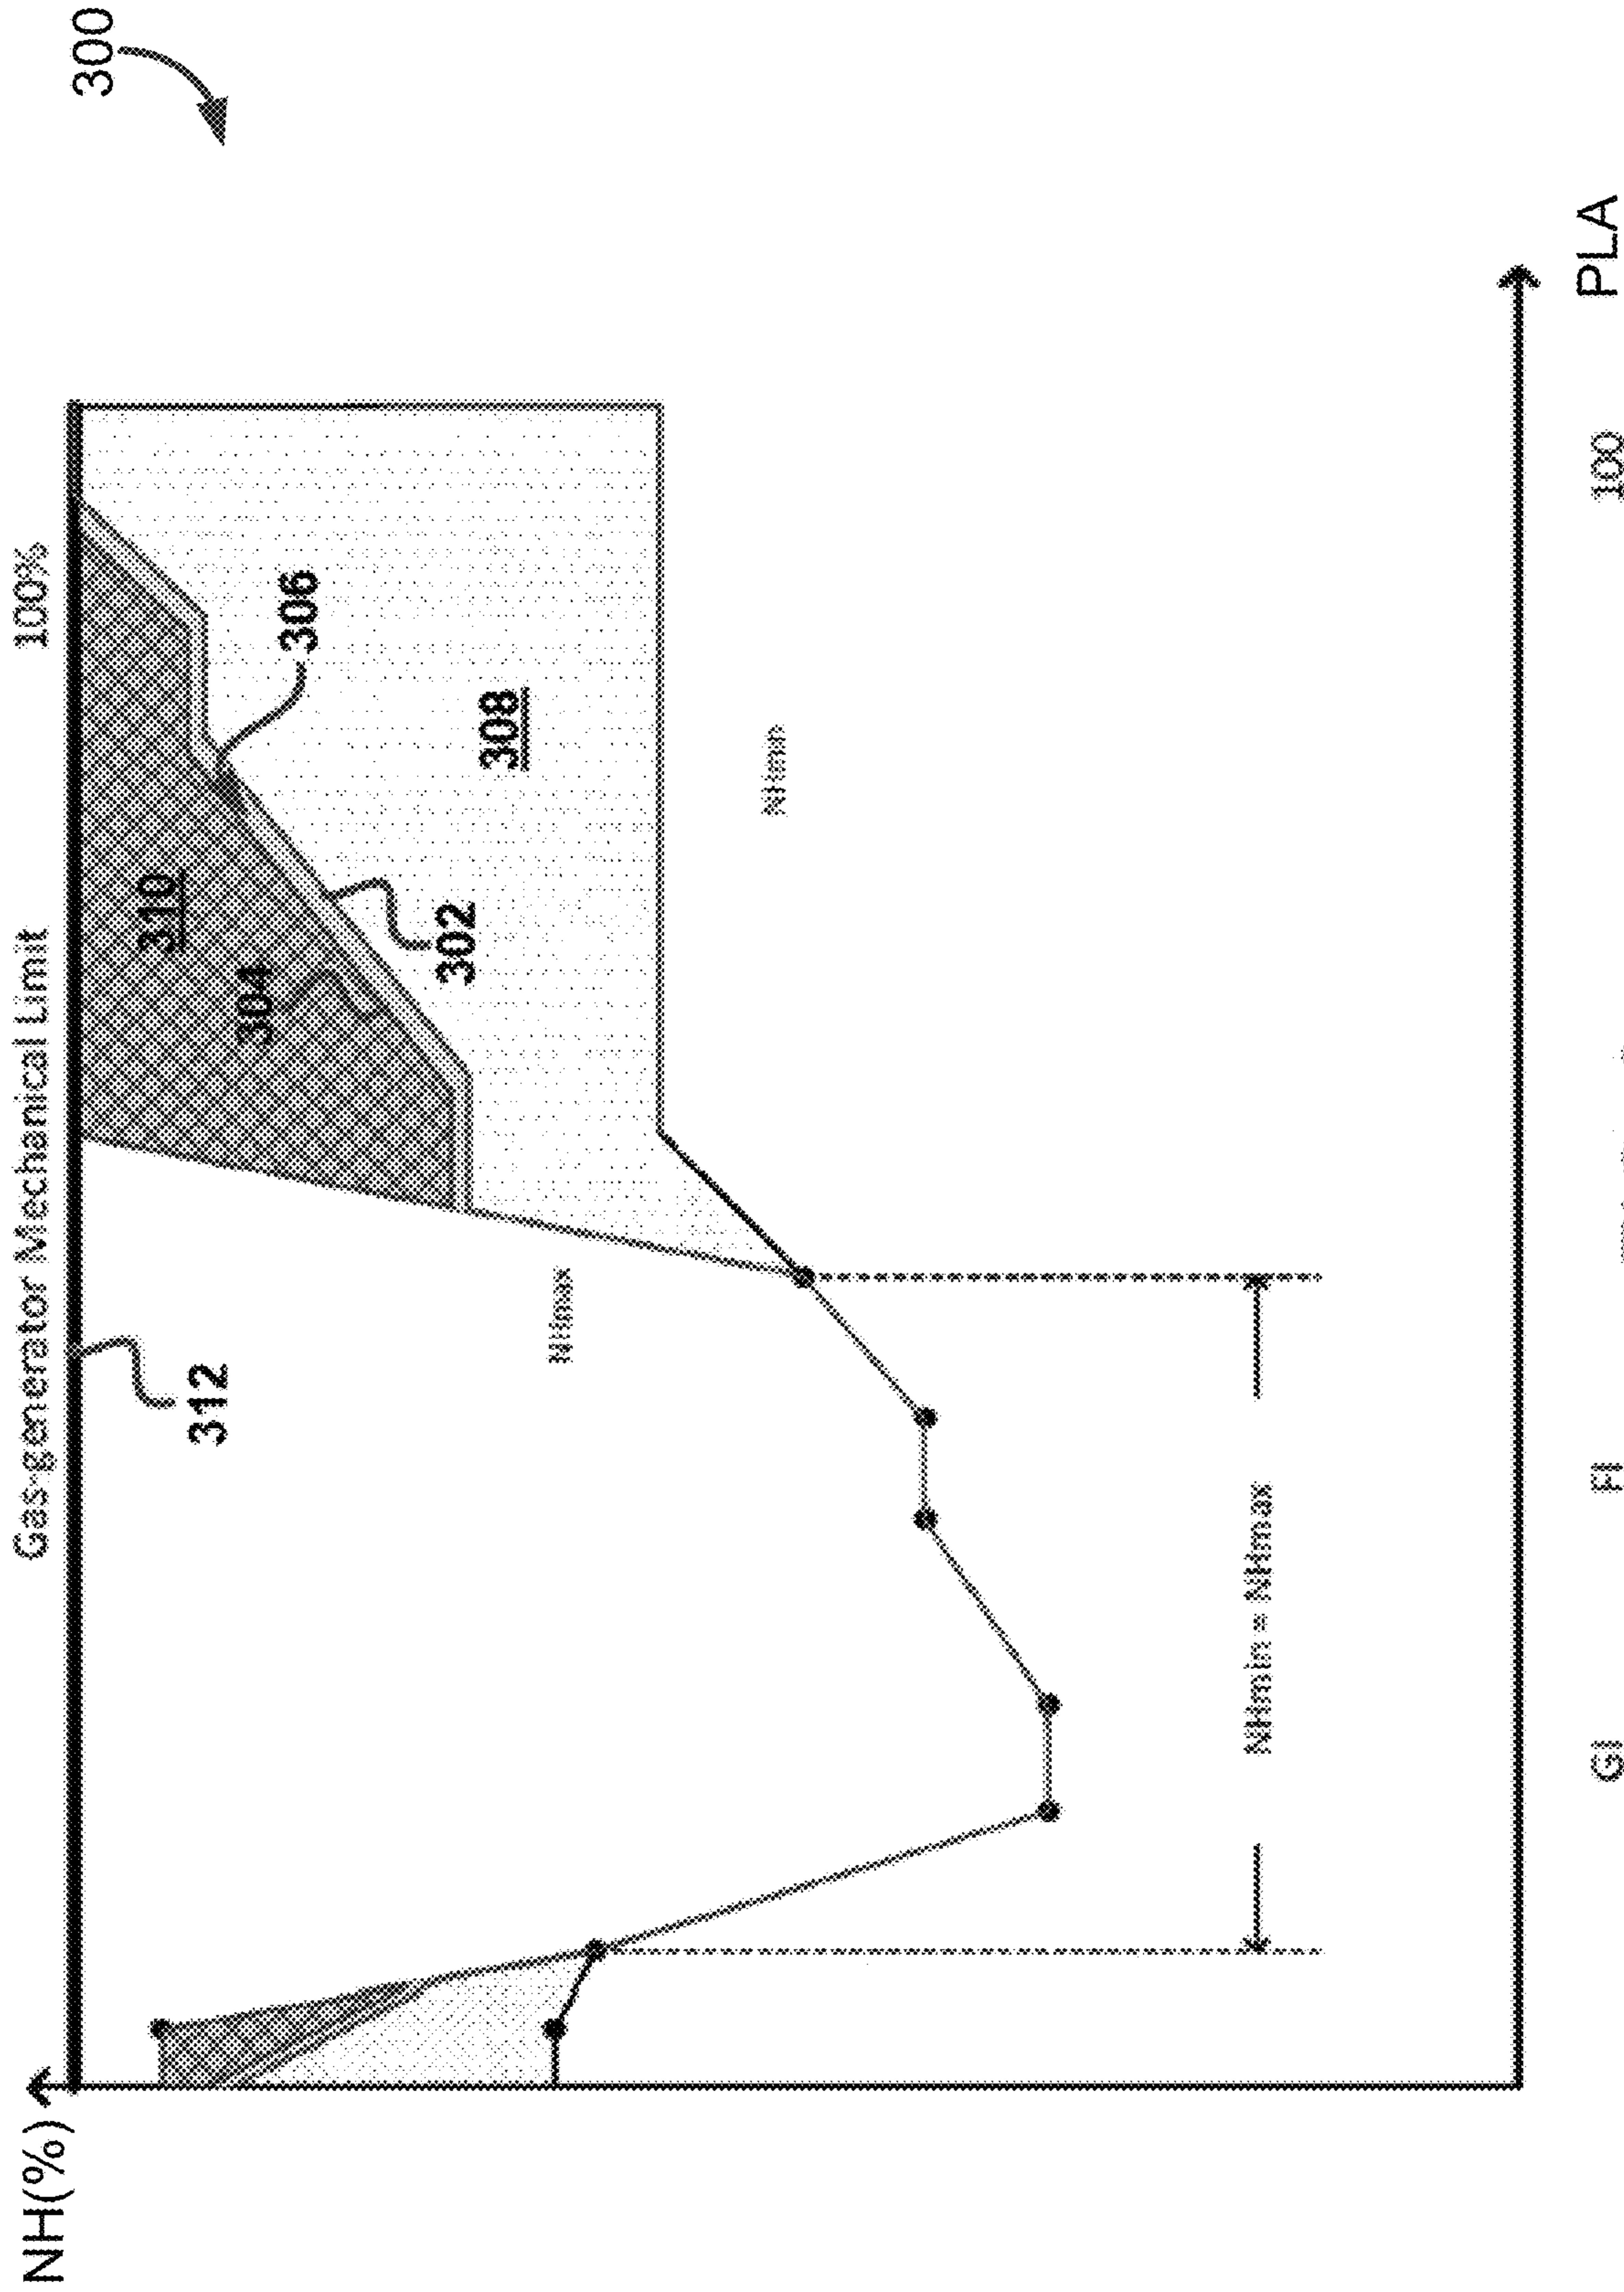 300
NH(%)
Gas-generator Mechanical Limit
100%
312
310
304
306
302
308
NHmax
NHmin
NHmin = NHmax
GI
FI
100
PLA